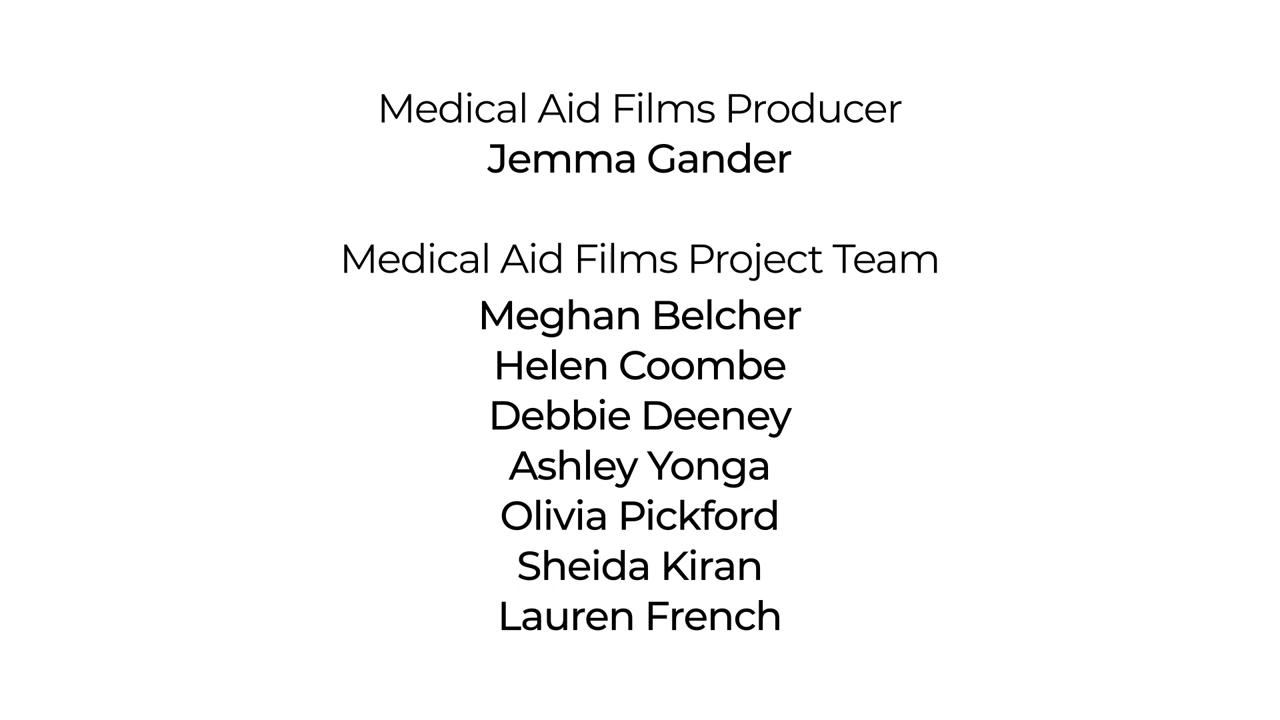 Medical Aid Films Producer
Jemma Gander
Medical Aid Films Project Team
Meghan Belcher
Helen Coombe
Debbie Deeney
Ashley Yonga
Olivia Pickford
Sheida Kiran
Lauren French